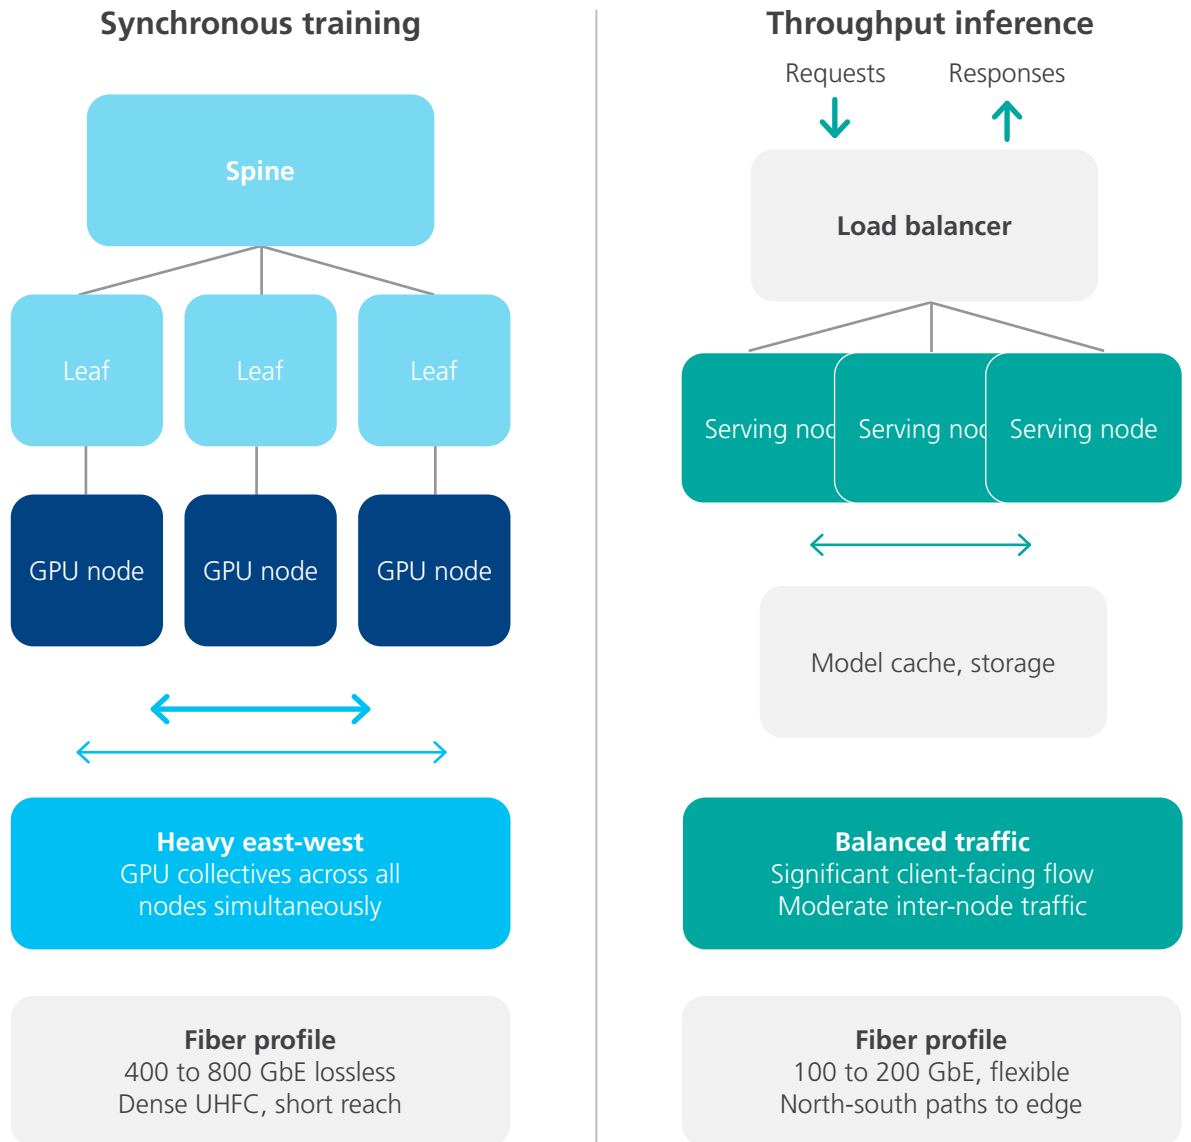 Synchronous training
Spine
Leaf
Leaf
Leaf
GPU node
GPU node
GPU node
Heavy east-west
GPU collectives across all
nodes simultaneously
Fiber profile
400 to 800 GbE lossless
Dense UHFC, short reach
Throughput inference
Requests
Responses
Load balancer
Serving nod
Serving nod
Serving node
Model cache, storage
Balanced traffic
Significant client-facing flow
Moderate inter-node traffic
Fiber profile
100 to 200 GbE, flexible
North-south paths to edge